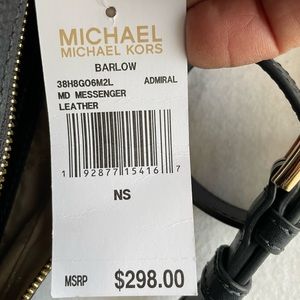 MICHAEL
MICHAEL KORS
BARLOW
38H8GO6M2L ADMIRAL
MD MESSENGER
LEATHER
1 92877 15416 7
NS
MSRP $298.00